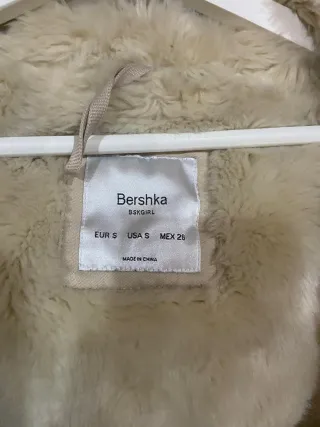 Bershka
BSKGIRL
EUR S USA S MEX 26
MADE IN CHINA